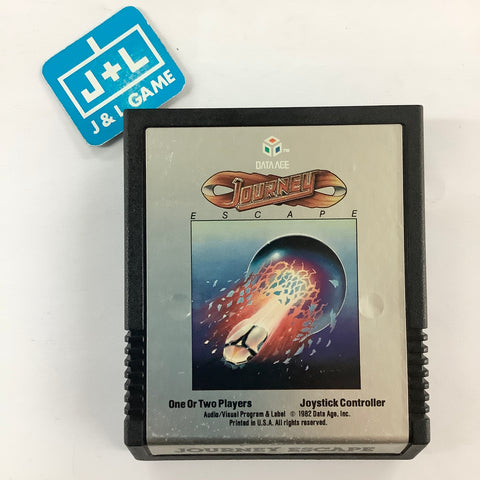 J+L
J & L GAME
DATA AGE TM
JOURNEY
ESCAPE
One Or Two Players Joystick Controller
Audio/Visual Program & Label © 1982 Data Age, Inc.
Printed in U.S.A. All rights reserved.
JOURNEY ESCAPE